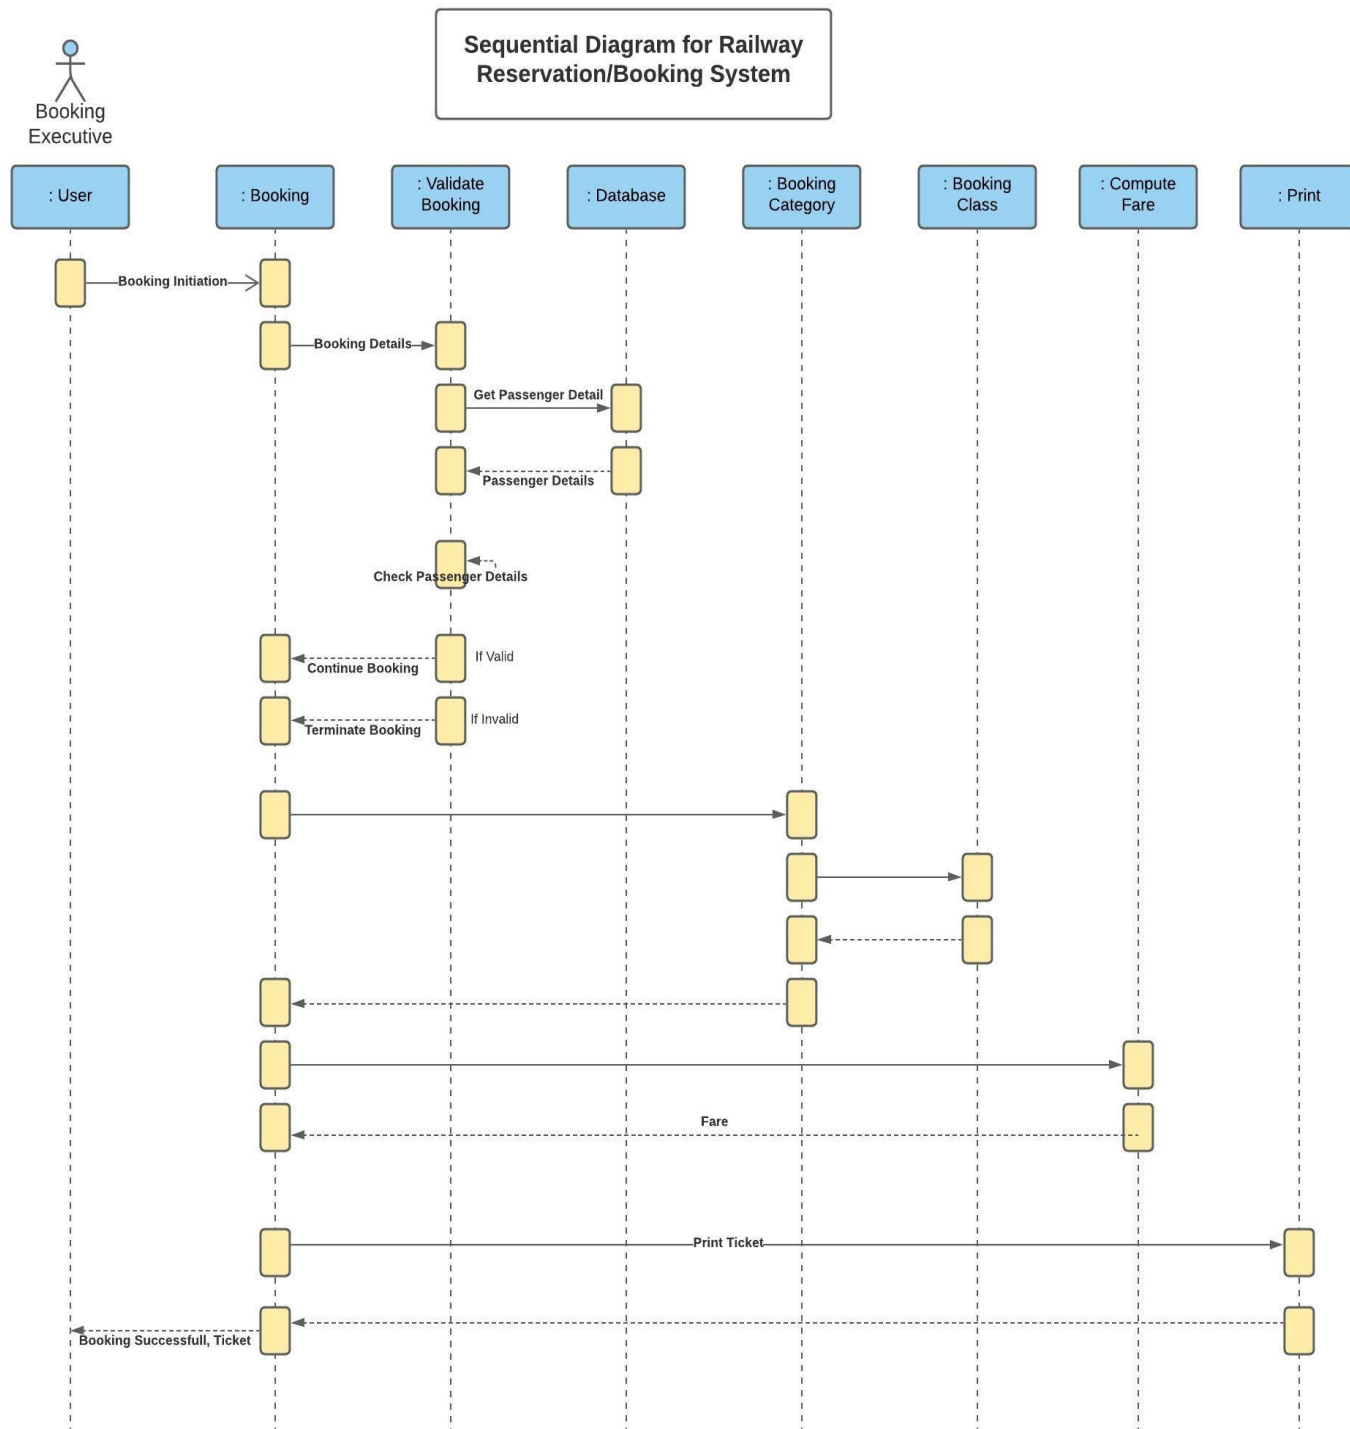 Sequential Diagram for Railway
Reservation/Booking System
Booking
Executive
: User
: Booking
: Validate
Booking
: Database
: Booking
Category
: Booking
Class
: Compute
Fare
: Print
Booking Initiation
Booking Details
Get Passenger Detail
Passenger Details
Check Passenger Details
If Valid
Continue Booking
If Invalid
Terminate Booking
Fare
Print Ticket
Booking Successfull, Ticket